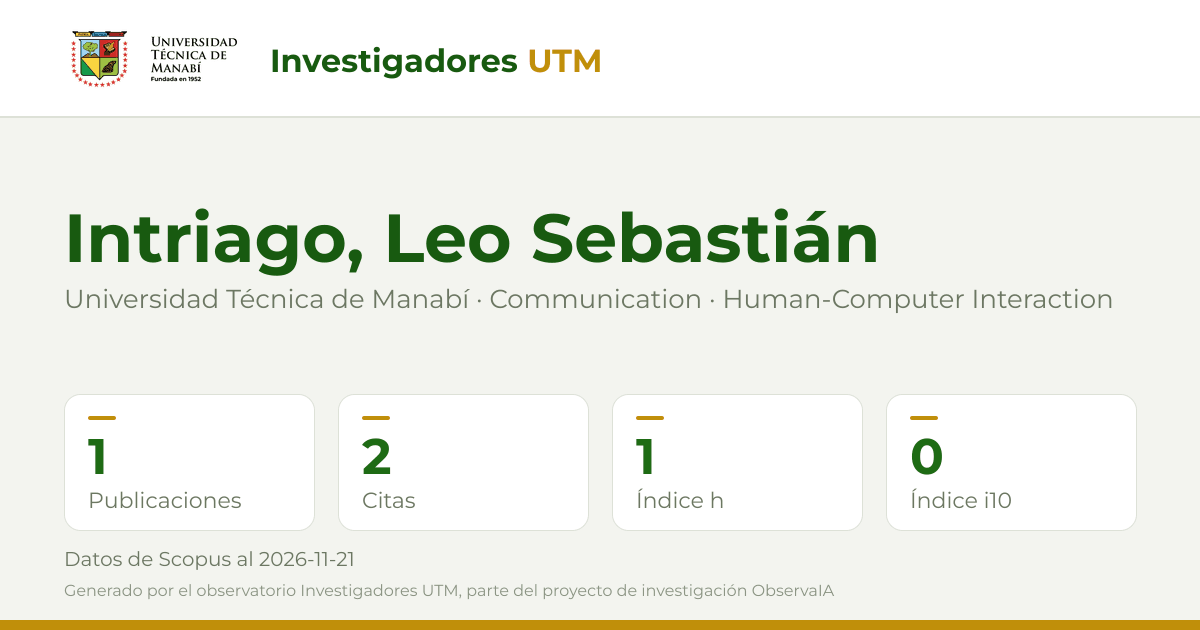 UNIVERSIDAD
TÉCNICA DE
MANABÍ
Fundada en 1952
Investigadores UTM
Intriago, Leo Sebastián
Universidad Técnica de Manabí · Communication · Human-Computer Interaction
1
Publicaciones
2
Citas
1
Índice h
0
Índice i10
Datos de Scopus al 2026-11-21
Generado por el observatorio Investigadores UTM, parte del proyecto de investigación ObservaIA